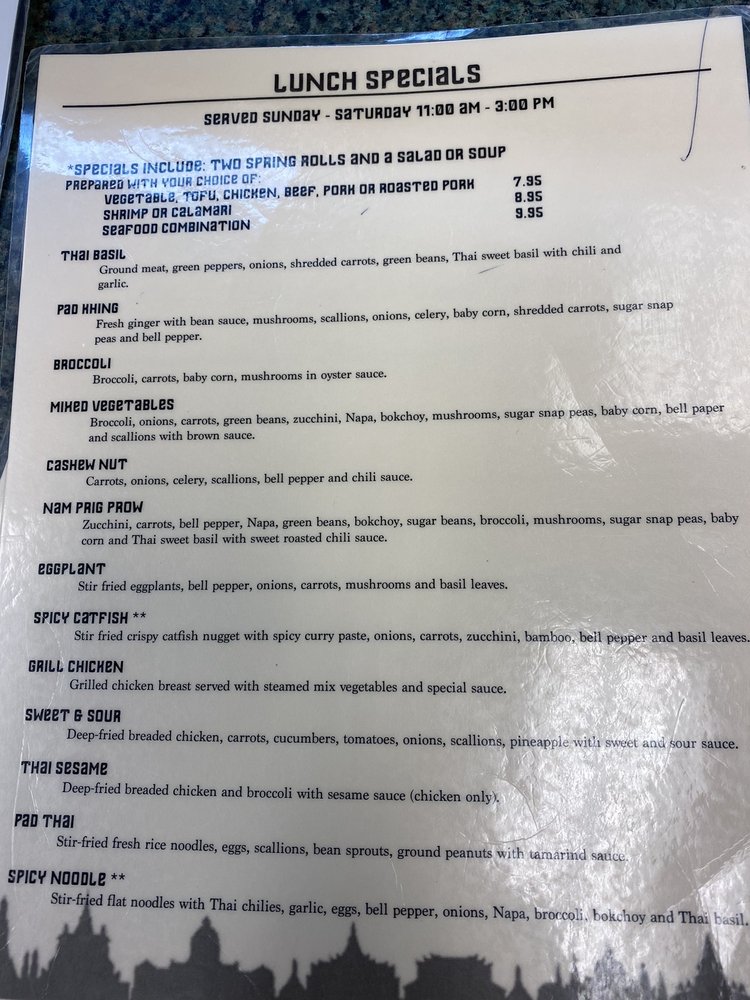 LUNCH SPECIALS
SERVED SUNDAY - SATURDAY 11:00 AM - 3:00 PM
*SPECIALS INCLUDE: TWO SPRING ROLLS AND A SALAD OR SOUP
PREPARED WITH YOUR CHOICE OF:
VEGETABLE, TOFU, CHICKEN, BEEF, PORK OR ROASTED PORK 7.95
SHRIMP OR CALAMARI 8.95
SEAFOOD COMBINATION 9.95
THAI BASIL
Ground meat, green peppers, onions, shredded carrots, green beans, Thai sweet basil with chili and
garlic.
PAD KHING
Fresh ginger with bean sauce, mushrooms, scallions, onions, celery, baby corn, shredded carrots, sugar snap
peas and bell pepper.
BROCCOLI
Broccoli, carrots, baby corn, mushrooms in oyster sauce.
MIXED VEGETABLES
Broccoli, onions, carrots, green beans, zucchini, Napa, bokchoy, mushrooms, sugar snap peas, baby corn, bell paper
and scallions with brown sauce.
CASHEW NUT
Carrots, onions, celery, scallions, bell pepper and chili sauce.
NAM PRIG PROW
Zucchini, carrots, bell pepper, Napa, green beans, bokchoy, sugar beans, broccoli, mushrooms, sugar snap peas, baby
corn and Thai sweet basil with sweet roasted chili sauce.
EGGPLANT
Stir fried eggplants, bell pepper, onions, carrots, mushrooms and basil leaves.
SPICY CATFISH **
Stir fried crispy catfish nugget with spicy curry paste, onions, carrots, zucchini, bamboo, bell pepper and basil leaves.
GRILL CHICKEN
Grilled chicken breast served with steamed mix vegetables and special sauce.
SWEET & SOUR
Deep-fried breaded chicken, carrots, cucumbers, tomatoes, onions, scallions, pineapple with sweet and sour sauce.
THAI SESAME
Deep-fried breaded chicken and broccoli with sesame sauce (chicken only).
PAD THAI
Stir-fried fresh rice noodles, eggs, scallions, bean sprouts, ground peanuts with tamarind sauce.
SPICY NOODLE **
Stir-fried flat noodles with Thai chilies, garlic, eggs, bell pepper, onions, Napa, broccoli, bokchoy and Thai basil.